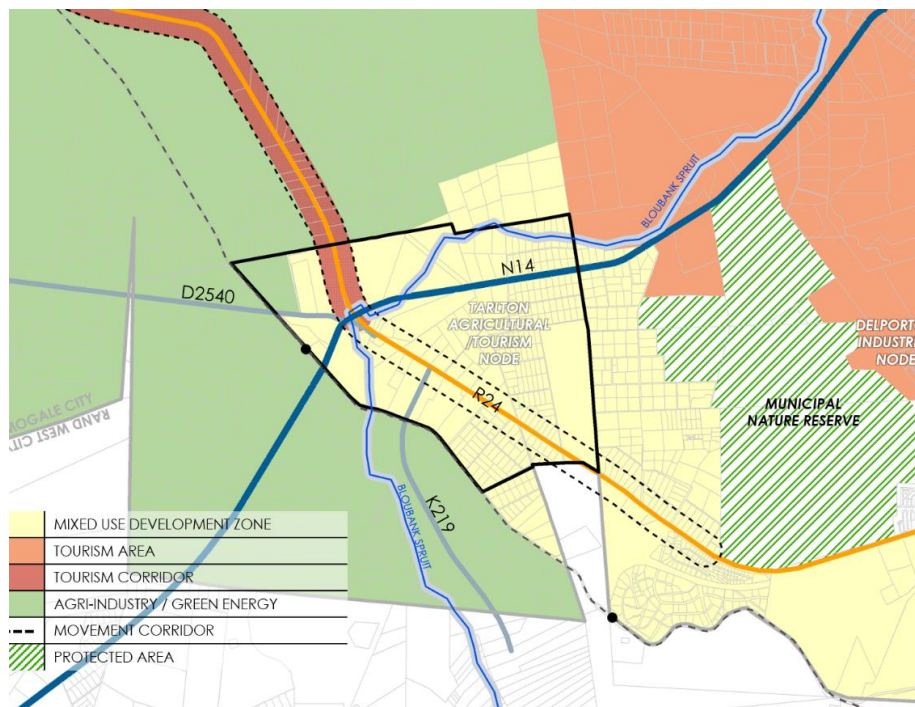 BLOUBANK SPRUIT
N14
D2540
TARLTON
AGRICULTURAL
/TOURISM
NODE
DELPORT
INDUSTRI
NODE
R24
MUNICIPAL
NATURE RESERVE
MOGALE CITY
RAND WEST CITY
K219
BLOUBANK SPRUIT
MIXED USE DEVELOPMENT ZONE
TOURISM AREA
TOURISM CORRIDOR
AGRI-INDUSTRY / GREEN ENERGY
MOVEMENT CORRIDOR
PROTECTED AREA